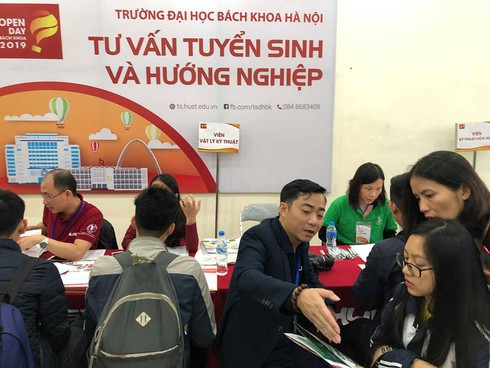 OPEN
DAY
BÁCH KHOA
2019
TRƯỜNG ĐẠI HỌC BÁCH KHOA HÀ NỘI
TƯ VẤN TUYỂN SINH
VÀ HƯỚNG NGHIỆP
ts.hust.edu.vn fb.com/tsdhbk 084 8683408
VIỆN
VẬT LÝ KỸ THUẬT
VIỆN
KỸ THUẬT HÓA